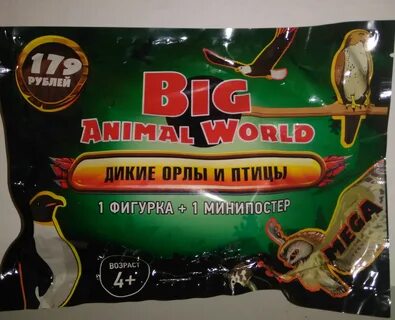 179
РУБЛЕЙ
BIG
ANIMAL WORLD
ДИКИЕ ОРЛЫ И ПТИЦЫ
1 ФИГУРКА + 1 МИНИПОСТЕР
MEGA
ВОЗРАСТ
4+